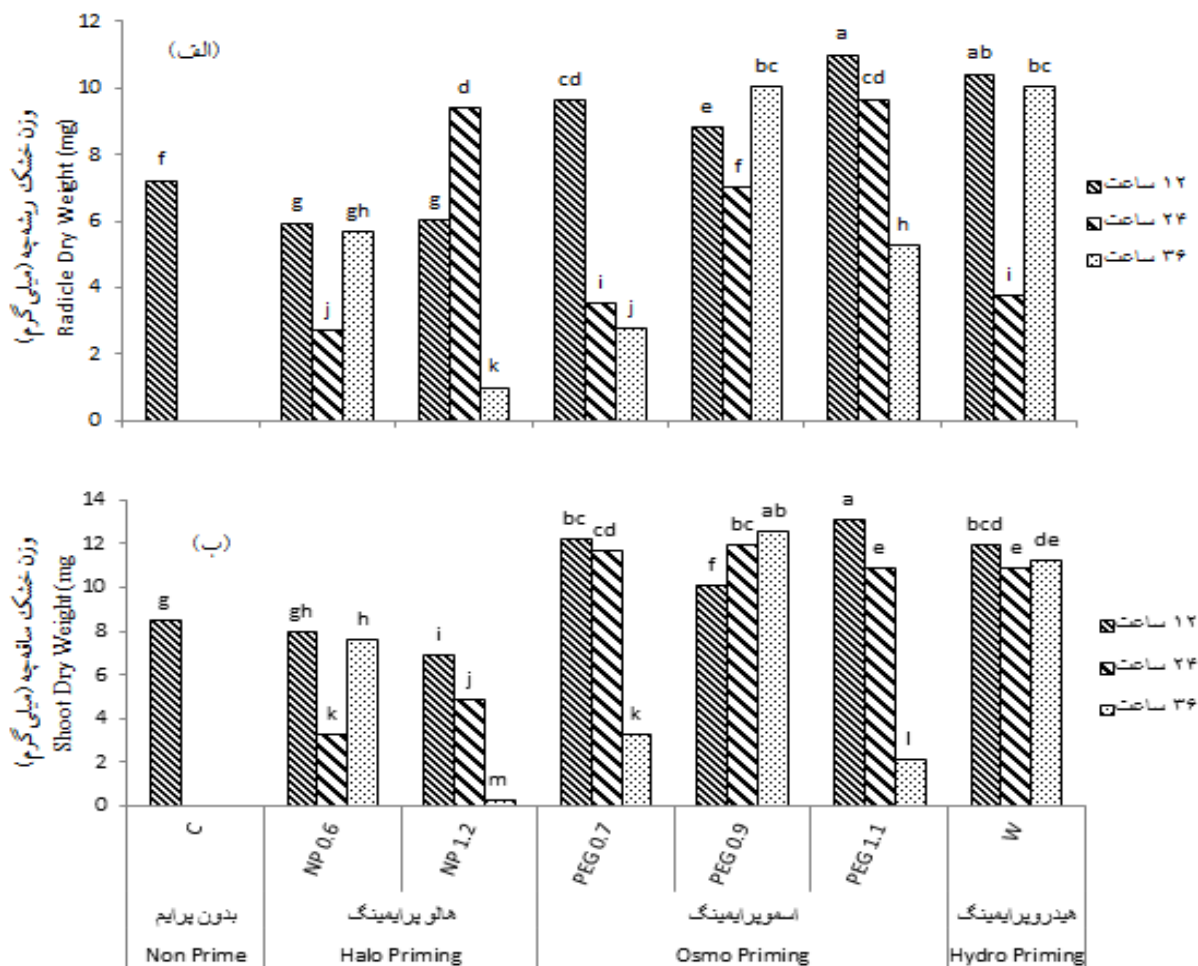 12
10
8
6
4
2
0
(الف)
وزن خشک ریشه‌چه (میلی‌گرم)
Radicle Dry Weight (mg)
f
g
j
gh
g
d
k
cd
i
j
e
f
bc
a
cd
h
ab
i
bc
۱۲ ساعت
۲۴ ساعت
۳۶ ساعت
14
12
10
8
6
4
2
0
(ب)
وزن خشک ساقه‌چه (میلی‌گرم)
Shoot Dry Weight (mg
g
gh
k
h
i
j
m
bc
cd
k
f
bc
ab
a
e
l
bcd
e
de
۱۲ ساعت
۲۴ ساعت
۳۶ ساعت
C
NP 0.6
NP 1.2
PEG 0.7
PEG 0.9
PEG 1.1
W
بدون پرایم
هالو پرایمینگ
اسموپرایمینگ
هیدروپرایمینگ
Non Prime
Halo Priming
Osmo Priming
Hydro Priming